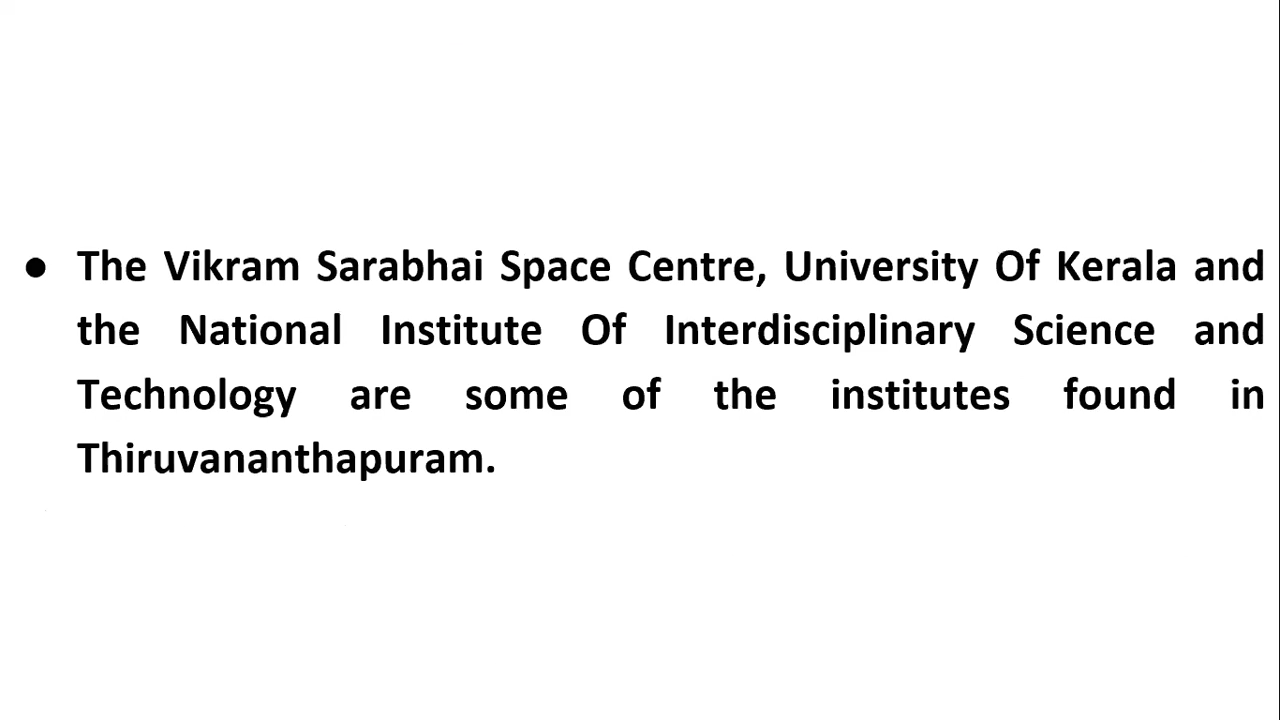 ● The Vikram Sarabhai Space Centre, University Of Kerala and
the National Institute Of Interdisciplinary Science and
Technology are some of the institutes found in
Thiruvananthapuram.